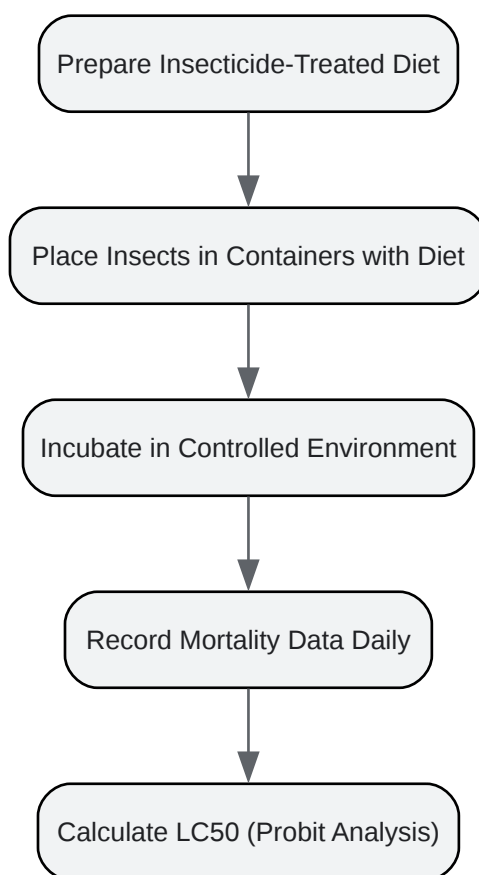 Prepare Insecticide-Treated Diet
Place Insects in Containers with Diet
Incubate in Controlled Environment
Record Mortality Data Daily
Calculate LC50 (Probit Analysis)